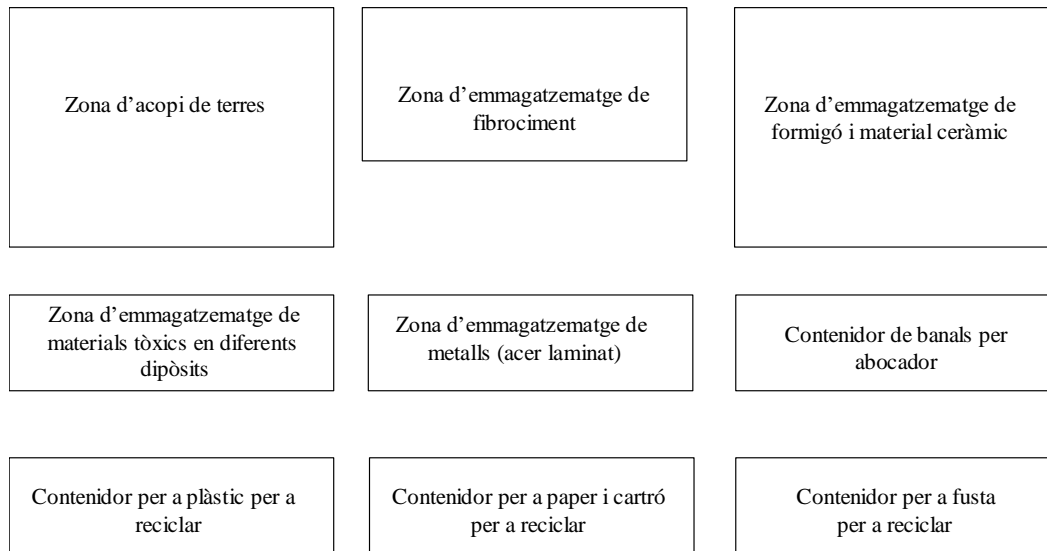 Zona d’acopi de terres
Zona d’emmagatzematge de
fibrociment
Zona d’emmagatzematge de
formigó i material ceràmic
Zona d’emmagatzematge de
materials tòxics en diferents
dipòsits
Zona d’emmagatzematge de
metalls (acer laminat)
Contenidor de banals per
abocador
Contenidor per a plàstic per a
reciclar
Contenidor per a paper i cartró
per a reciclar
Contenidor per a fusta
per a reciclar